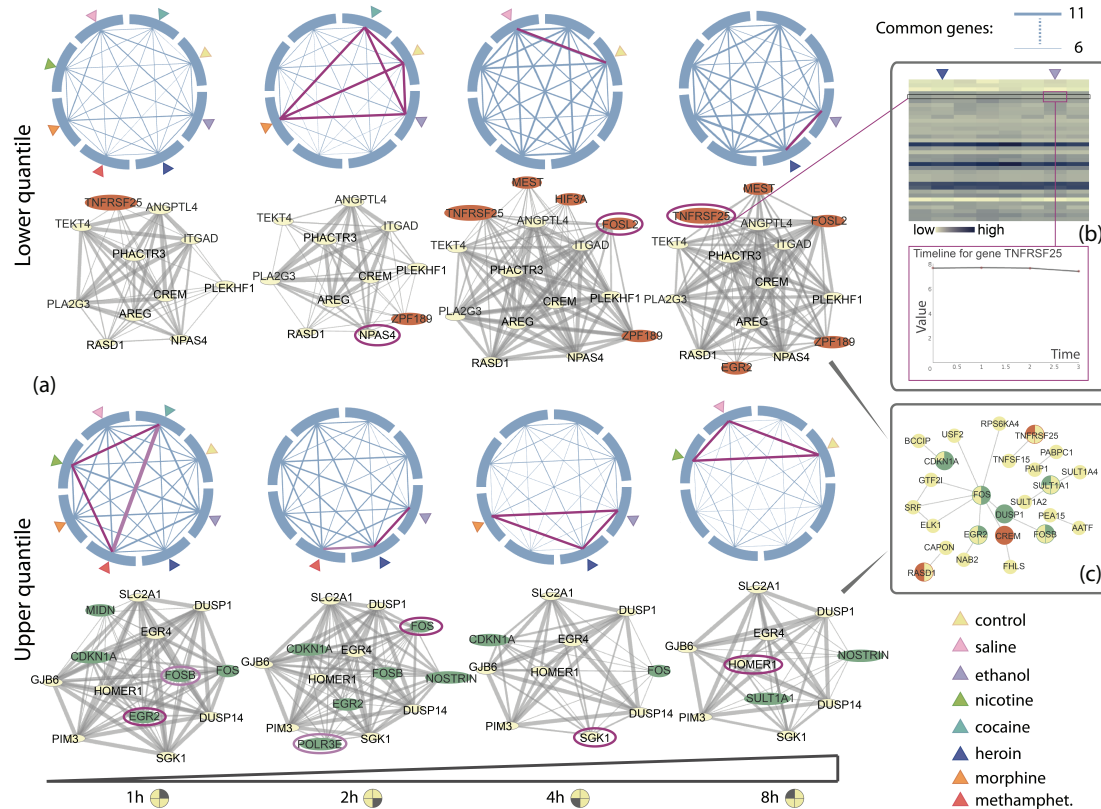 Common genes:
11
6
Lower quantile
TNFRSF25
ANGPTL4
TEKT4
ITGAD
PHACTR3
PLA2G3
CREM
PLEKHF1
AREG
RASD1
NPAS4
ANGPTL4
TEKT4
ITGAD
PHACTR3
PLEKHF1
PLA2G3
CREM
AREG
ZPF189
RASD1
NPAS4
MEST
HIF3A
TNFRSF25
ANGPTL4
FOSL2
TEKT4
ITGAD
PHACTR3
CREM
PLEKHF1
PLA2G3
AREG
ZPF189
RASD1
NPAS4
MEST
TNFRSF25
ANGPTL4
FOSL2
TEKT4
ITGAD
PHACTR3
CREM
PLA2G3
PLEKHF1
AREG
ZPF189
RASD1
NPAS4
EGR2
(a)
low
high
(b)
Timeline for gene TNFRSF25
8
6
4
2
0
Value
Time
0.5
1
1.5
2
2.5
3
Upper quantile
SLC2A1
MIDN
DUSP1
EGR4
CDKN1A
FOSB
FOS
GJB6
HOMER1
EGR2
DUSP14
PIM3
SGK1
SLC2A1
DUSP1
FOS
CDKN1A
EGR4
GJB6
HOMER1
FOSB
NOSTRIN
EGR2
DUSP14
PIM3
SGK1
POLR3E
SLC2A1
DUSP1
CDKN1A
EGR4
GJB6
HOMER1
FOS
DUSP14
PIM3
SGK1
SLC2A1
DUSP1
EGR4
NOSTRIN
GJB6
HOMER1
SULT1A1
PIM3
DUSP14
SGK1
RPS6KA4
BCCIP
USF2
TNFRSF25
CDKN1A
TNFSF15
PABPC1
PAIP1
SULT1A4
GTF2I
SULT1A1
FOS
SULT1A2
SRF
DUSP1
PEA15
ELK1
EGR2
CREM
FOSB
AATF
CAPON
NAB2
FHLS
RASD1
(c)
control
saline
ethanol
nicotine
cocaine
heroin
morphine
methamphet.
1h
2h
4h
8h